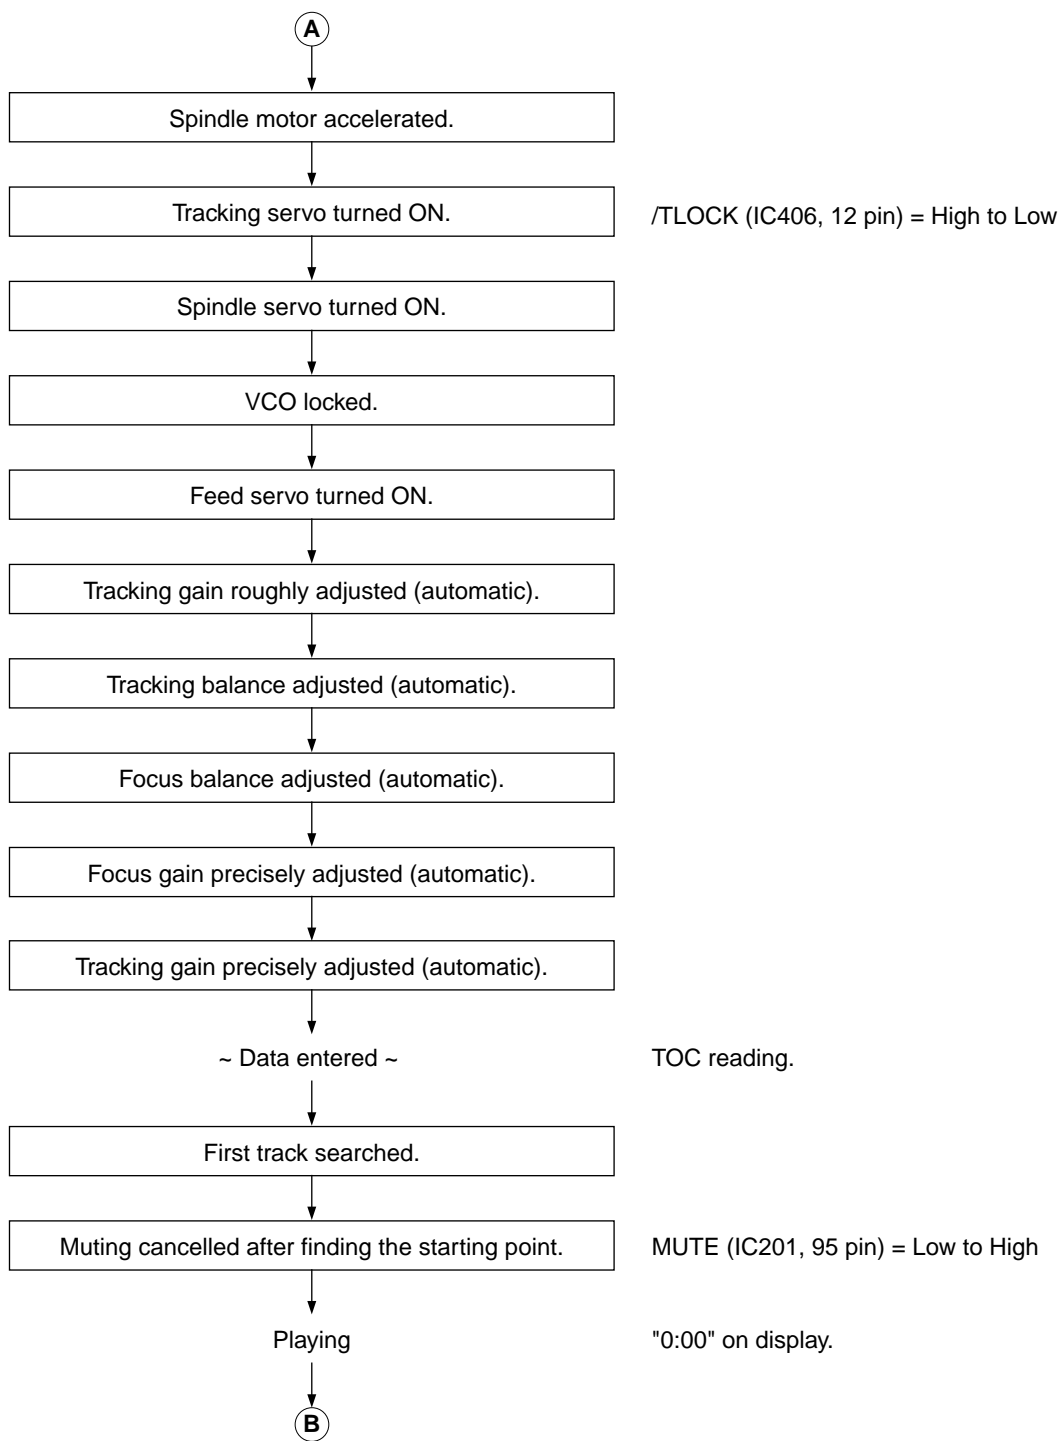 A
Spindle motor accelerated.
Tracking servo turned ON. /TLOCK (IC406, 12 pin) = High to Low
Spindle servo turned ON.
VCO locked.
Feed servo turned ON.
Tracking gain roughly adjusted (automatic).
Tracking balance adjusted (automatic).
Focus balance adjusted (automatic).
Focus gain precisely adjusted (automatic).
Tracking gain precisely adjusted (automatic).
~ Data entered ~ TOC reading.
First track searched.
Muting cancelled after finding the starting point. MUTE (IC201, 95 pin) = Low to High
Playing "0:00" on display.
B